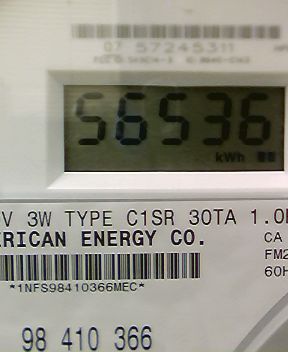 07 57245311
56536
kWh
V 3W TYPE C1SR 30TA 1.0
ERICAN ENERGY CO.
CA
FM2
60H
*1NFS98410366MEC*
98 410 366